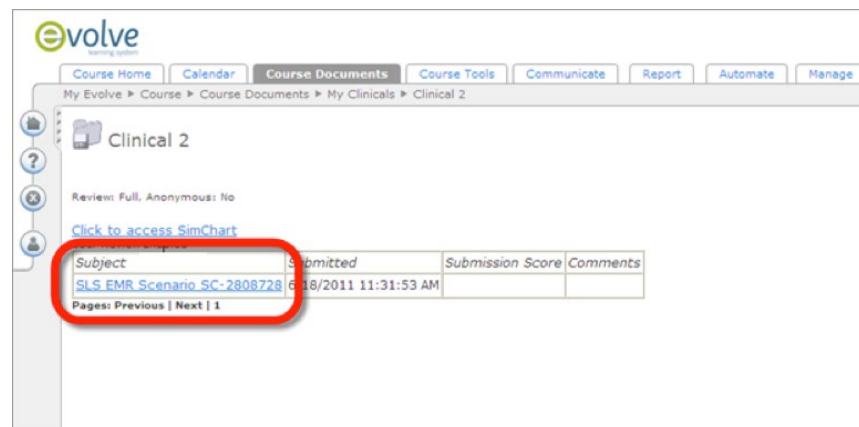 evolve
learning system
Course Home Calendar Course Documents Course Tools Communicate Report Automate Manage
My Evolve ▶ Course ▶ Course Documents ▶ My Clinicals ▶ Clinical 2
?
Clinical 2
Review: Full, Anonymous: No
Click to access SimChart
Subject Submitted Submission Score Comments
SLS EMR Scenario SC-2808728 6/18/2011 11:31:53 AM
Pages: Previous | Next | 1